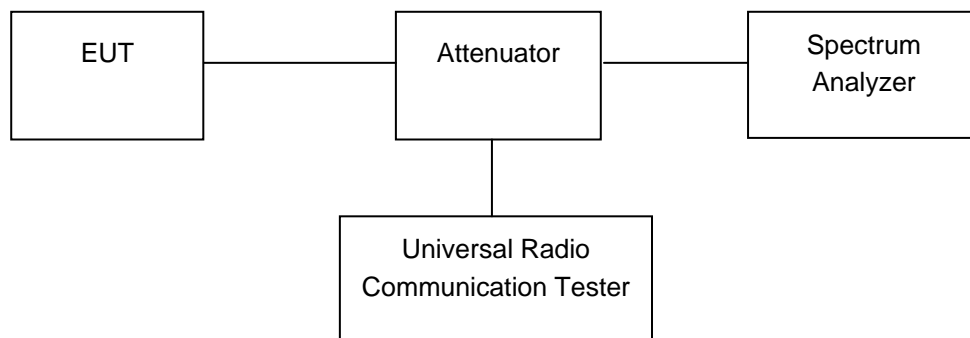 EUT
Attenuator
Spectrum
Analyzer
Universal Radio
Communication Tester